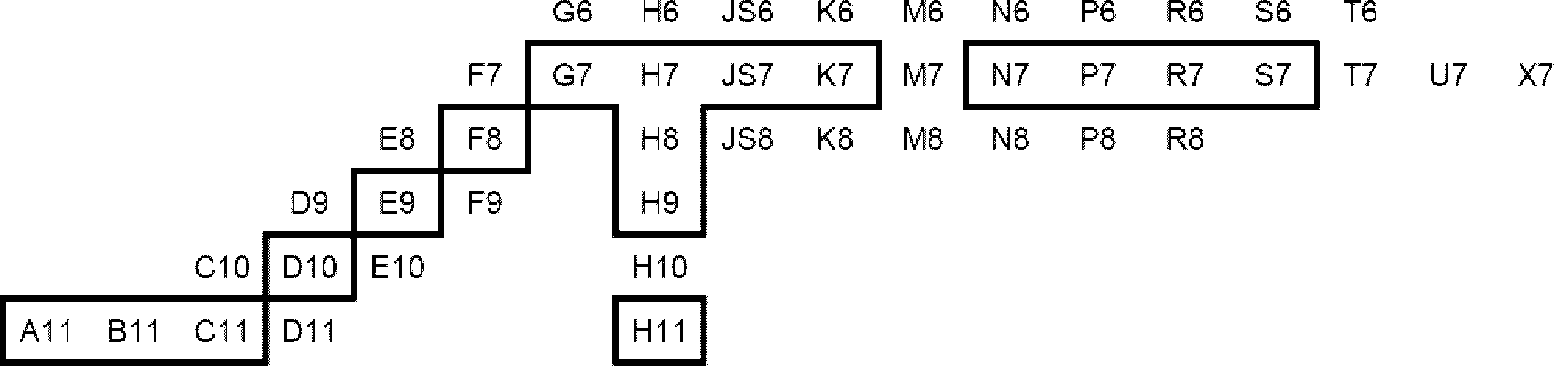 G6 H6 JS6 K6 M6 N6 P6 R6 S6 T6
F7 G7 H7 JS7 K7 M7 N7 P7 R7 S7 T7 U7 X7
E8 F8 H8 JS8 K8 M8 N8 P8 R8
D9 E9 F9 H9
C10 D10 E10 H10
A11 B11 C11 D11 H11